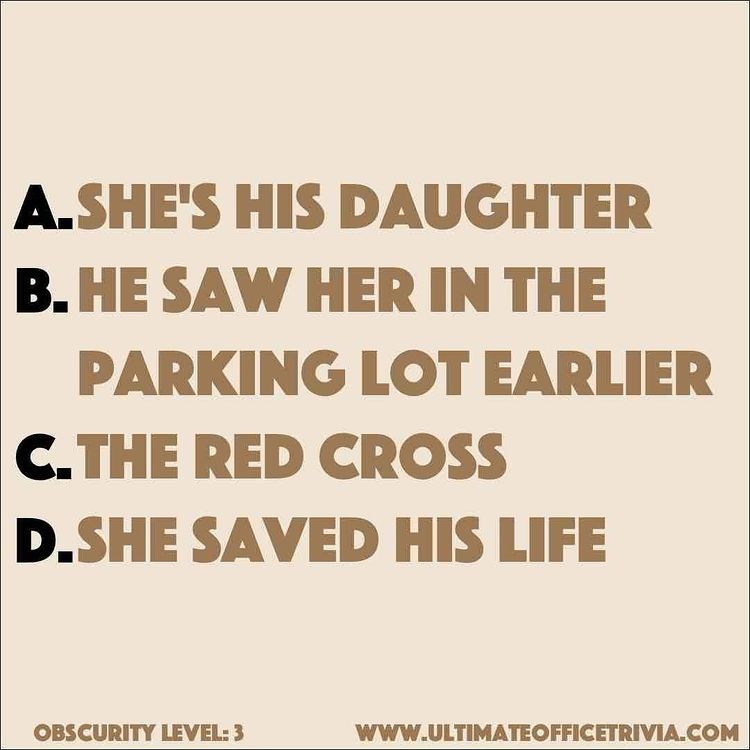 A. SHE'S HIS DAUGHTER
B. HE SAW HER IN THE
PARKING LOT EARLIER
C. THE RED CROSS
D. SHE SAVED HIS LIFE
OBSCURITY LEVEL: 3
WWW.ULTIMATEOFFICETRIVIA.COM